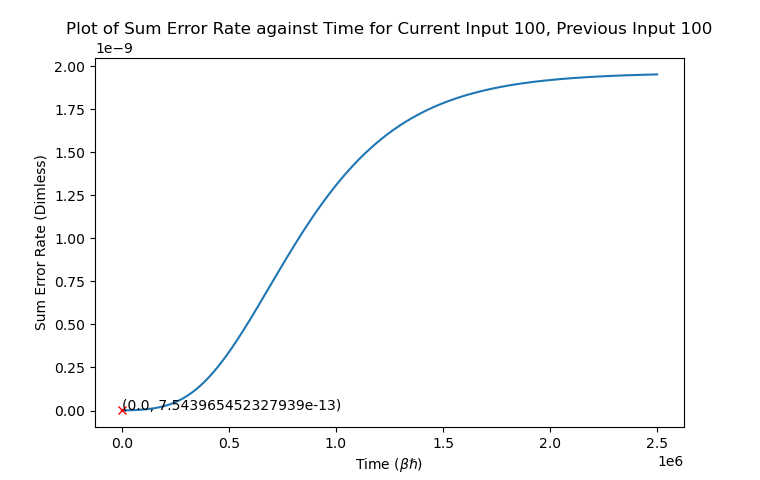 Plot of Sum Error Rate against Time for Current Input 100, Previous Input 100
1e−9
2.00
1.75
1.50
1.25
1.00
0.75
0.50
0.25
0.00
Sum Error Rate (Dimless)
(0.0, 7.543965452327939e-13)
0.0
0.5
1.0
1.5
2.0
2.5
1e6
Time (βℏ)